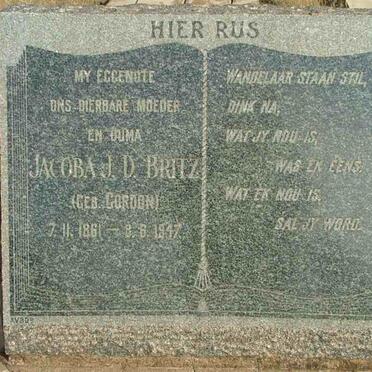 HIER RUS
MY EGGENOTE
ONS DIERBARE MOEDER
EN OUMA
JACOBA J. D. BRITZ
(GEB. GORDON)
7. 11. 1861 – 8. 6. 1947
WANDELAAR STAAN STIL,
DINK NA,
WAT JY NOU IS,
WAS EK EENS,
WAT EK NOU IS,
SAL JY WORD.